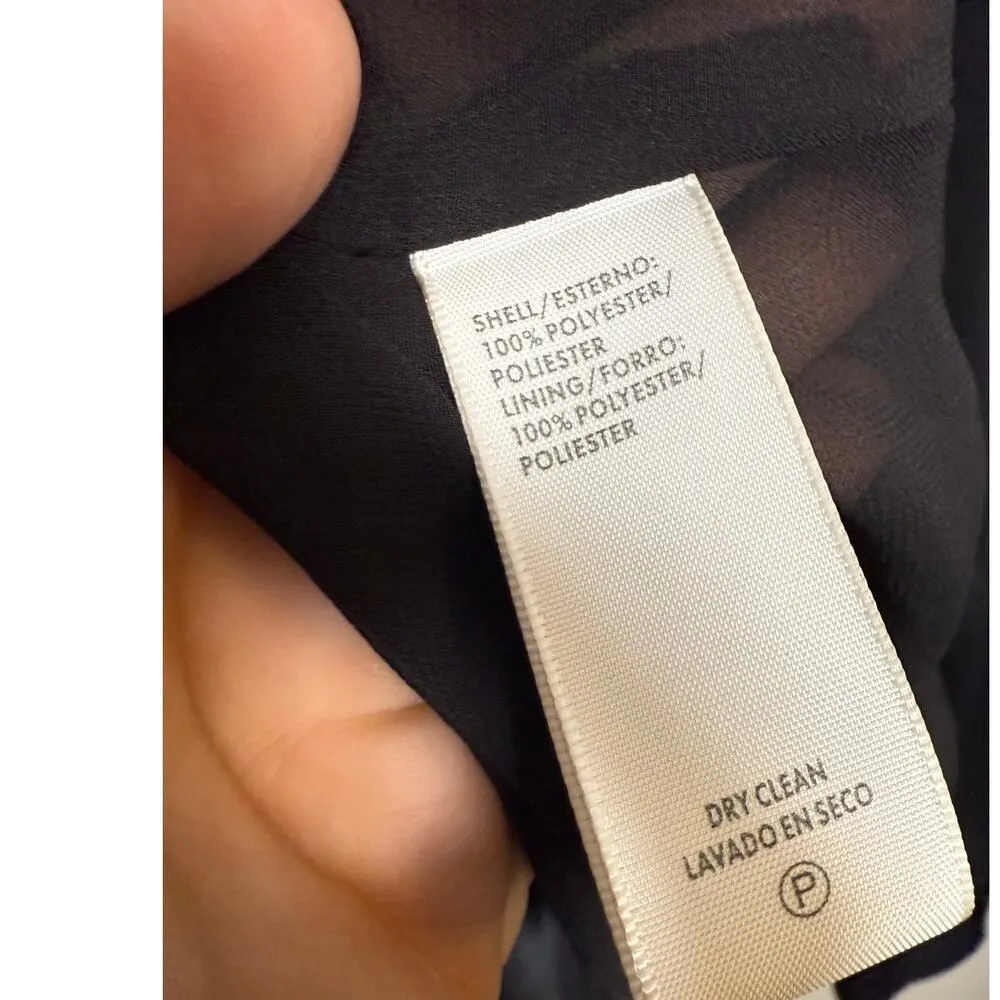 SHELL/ESTERNO:
100% POLYESTER/
POLIESTER
LINING/FORRO:
100% POLYESTER/
POLIESTER
DRY CLEAN
LAVADO EN SECO
P